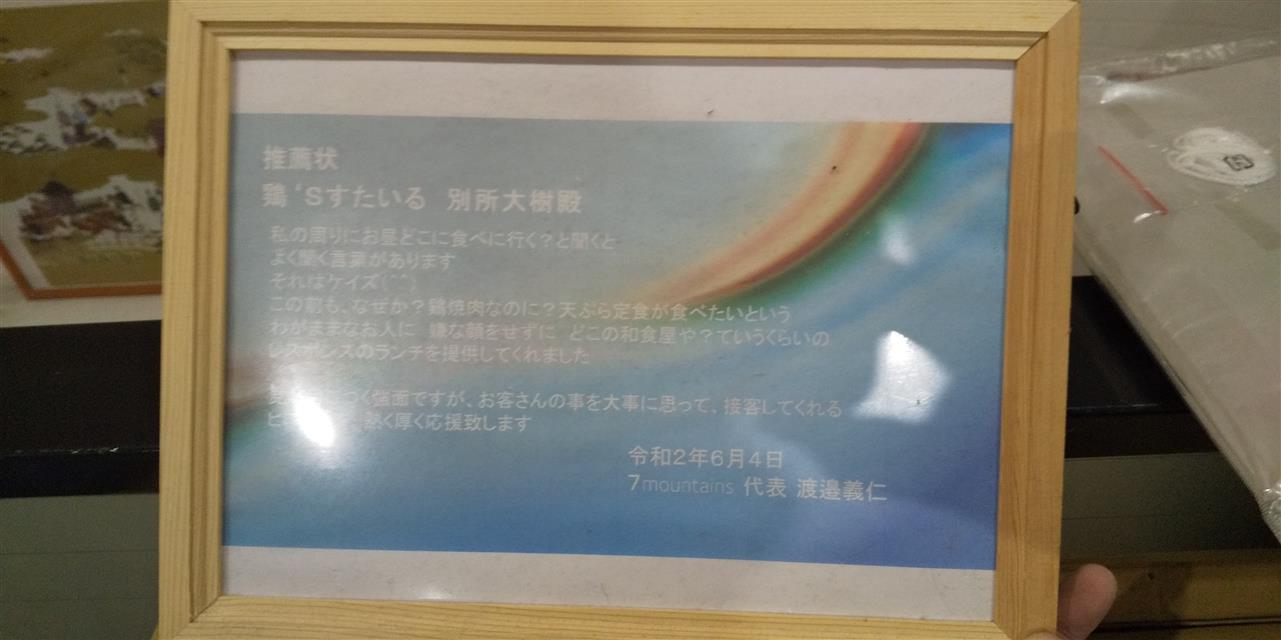 推薦状
鶏‘Sすたいる 別所大樹殿
私の周りにお昼どこに食べに行く？と聞くと
よく聞く言葉があります
それはケイズ(^^)
この前も、なぜか？鶏焼肉なのに？天ぷら定食が食べたいという
わがままなお人に 嫌な顔をせずに どこの和食屋や？ていうくらいの
レベルのランチを提供してくれました
強面ですが、お客さんの事を大事に思って、接客してくれる
熱く厚く応援致します
令和2年6月4日
7mountains 代表 渡邉義仁